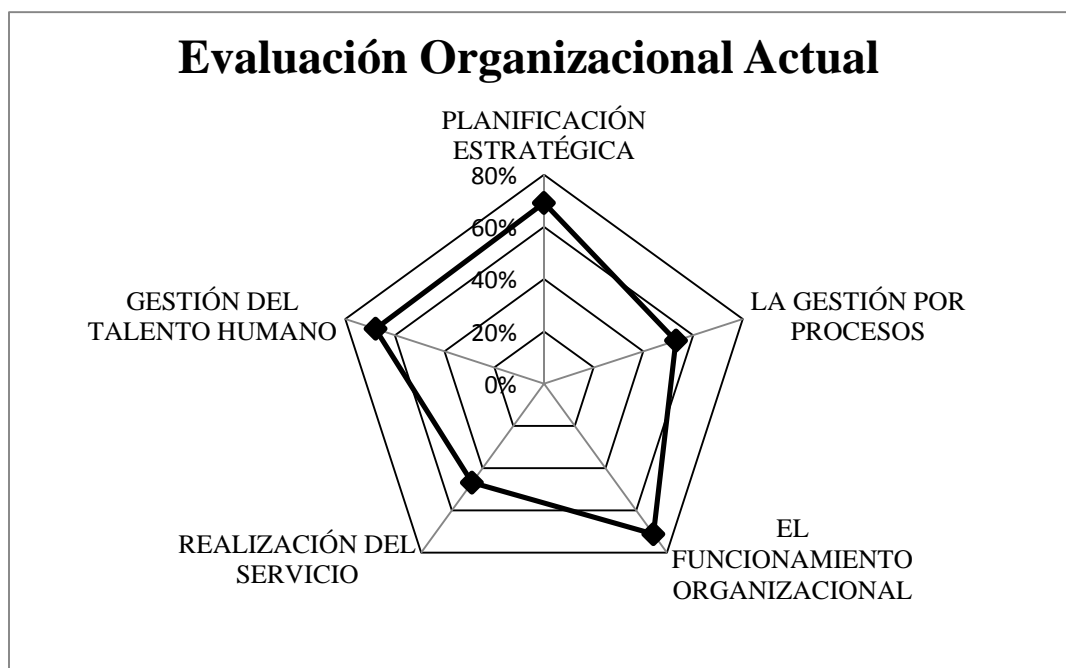 Evaluación Organizacional Actual
PLANIFICACIÓN
ESTRATÉGICA
80%
60%
40%
20%
0%
LA GESTIÓN POR
PROCESOS
EL
FUNCIONAMIENTO
ORGANIZACIONAL
REALIZACIÓN DEL
SERVICIO
GESTIÓN DEL
TALENTO HUMANO